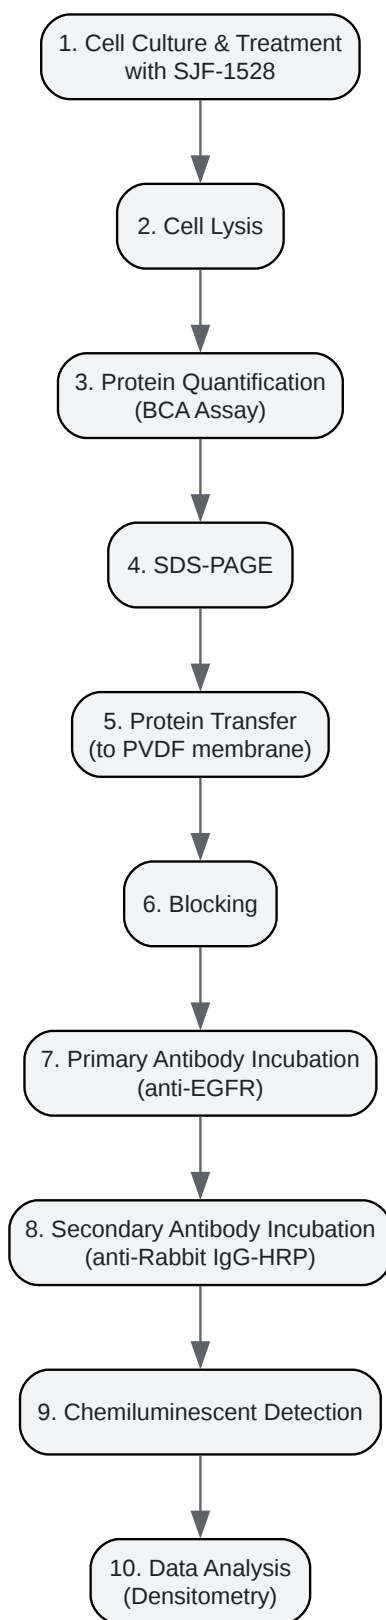 1. Cell Culture & Treatment
with SJF-1528
2. Cell Lysis
3. Protein Quantification
(BCA Assay)
4. SDS-PAGE
5. Protein Transfer
(to PVDF membrane)
6. Blocking
7. Primary Antibody Incubation
(anti-EGFR)
8. Secondary Antibody Incubation
(anti-Rabbit IgG-HRP)
9. Chemiluminescent Detection
10. Data Analysis
(Densitometry)